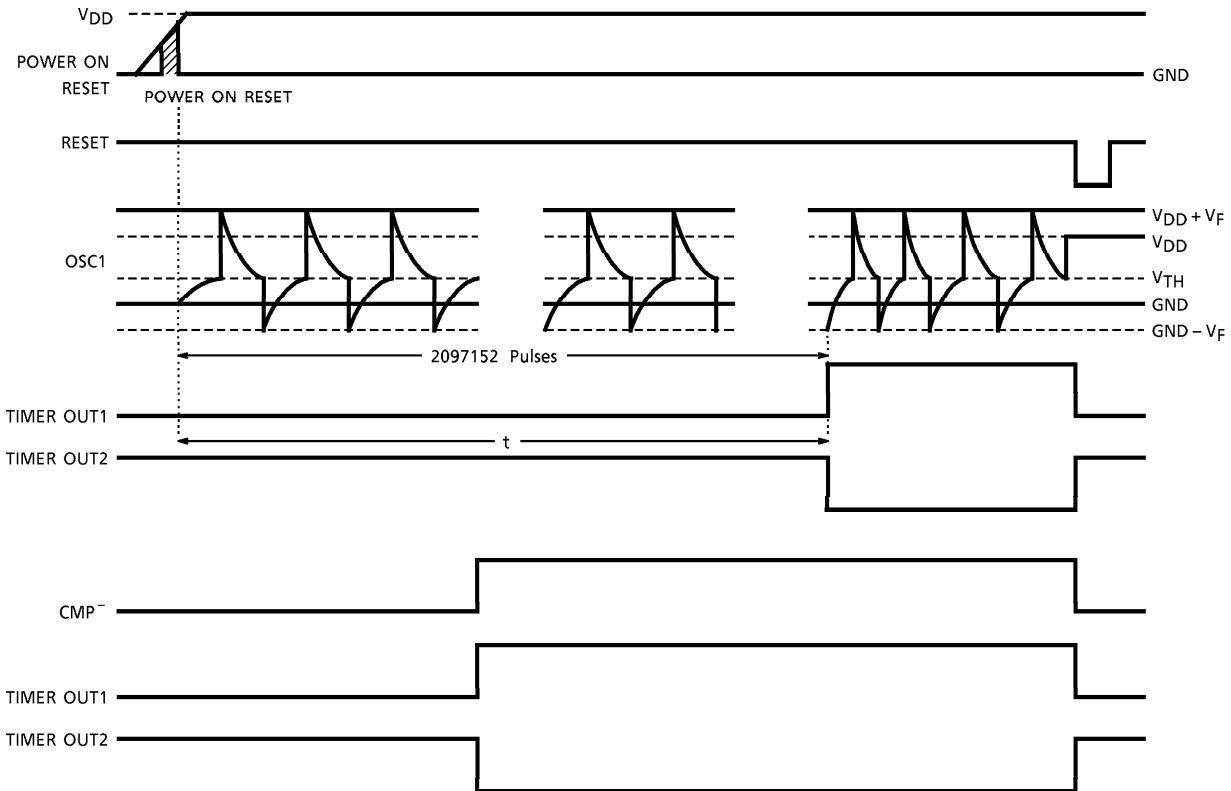 VDD
POWER ON
RESET
GND
POWER ON RESET
RESET
OSC1
VDD + VF
VDD
VTH
GND
GND – VF
2097152 Pulses
TIMER OUT1
t
TIMER OUT2
CMP–
TIMER OUT1
TIMER OUT2